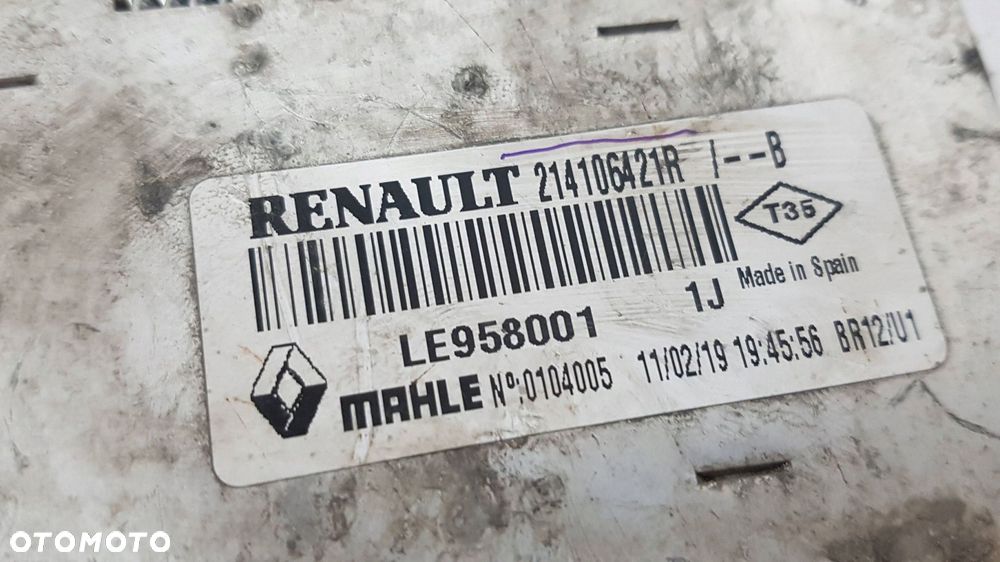 RENAULT 214106421R /--B
T35
LE958001 1J Made in Spain
MAHLE Nº:0104005 11/02/19 19:45:56 BR12/U1
OTOMOTO